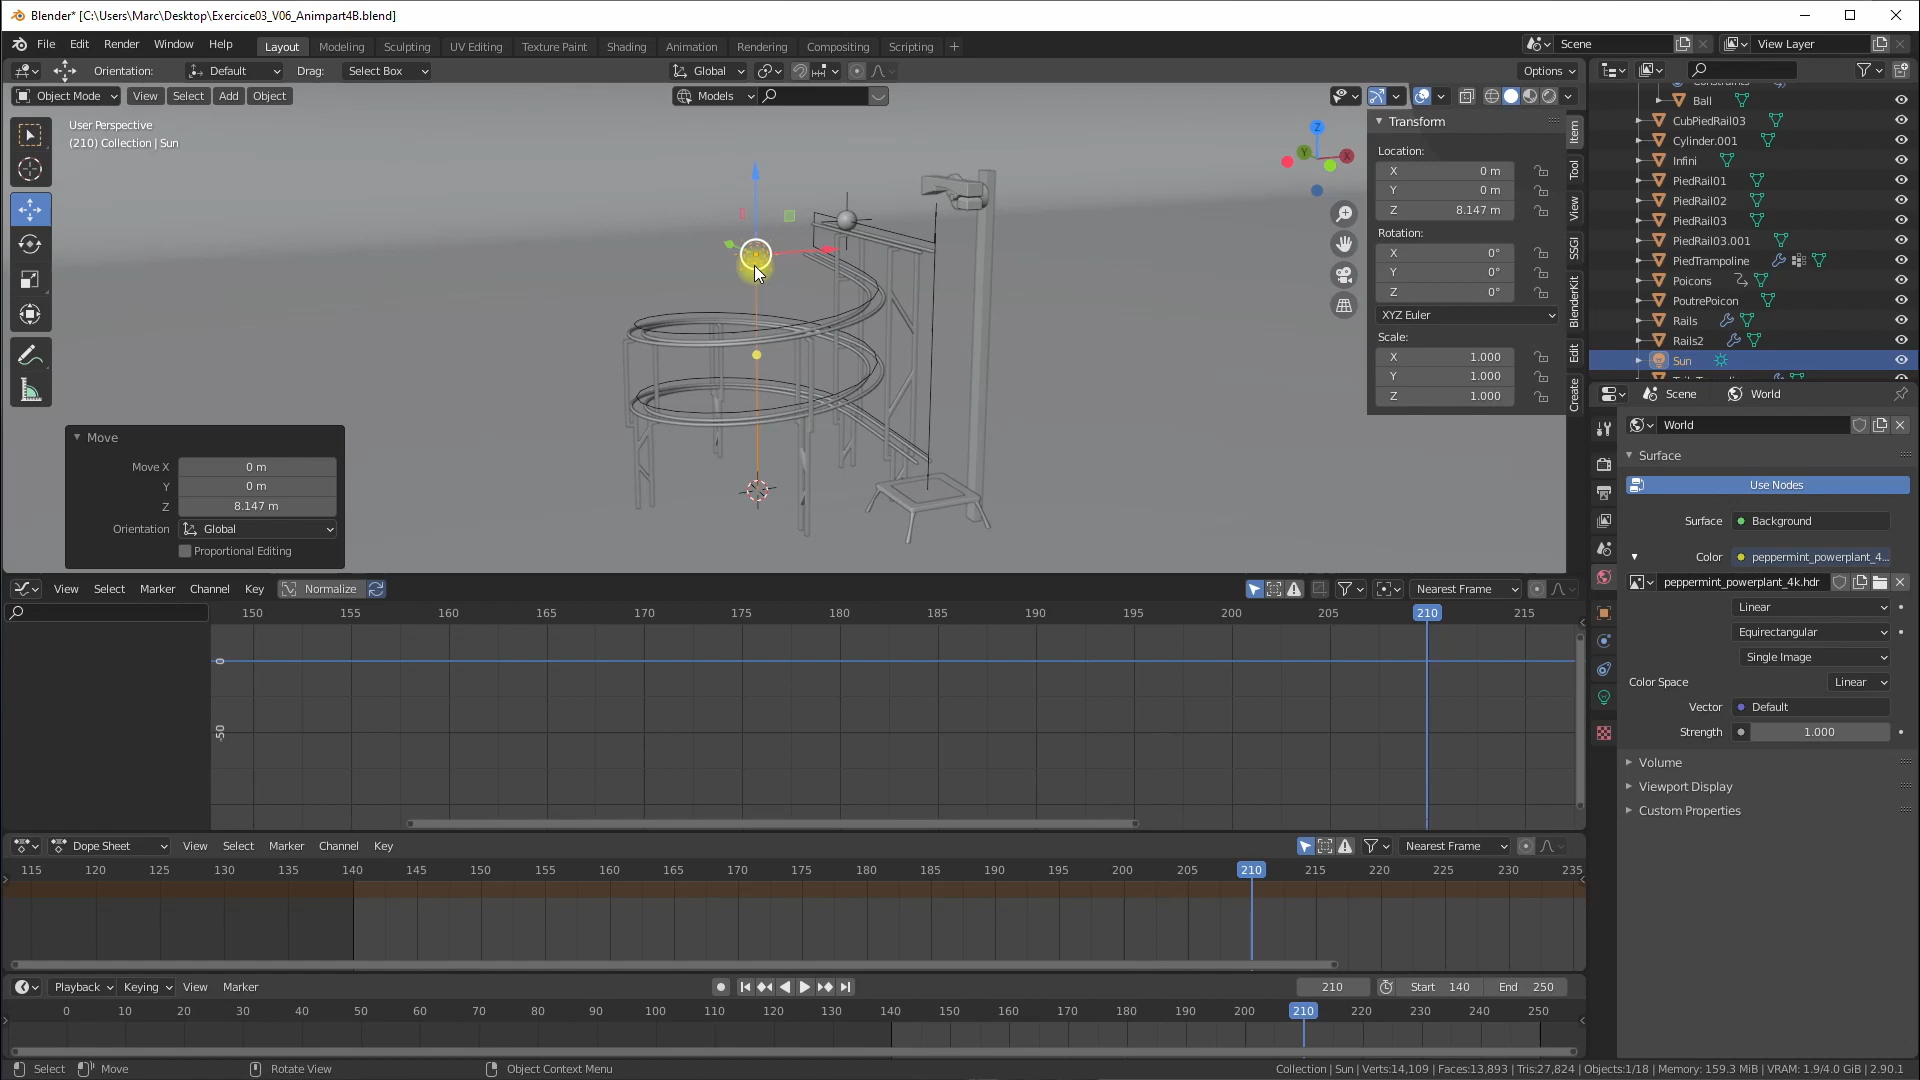 Blender* [C:\Users\Marc\Desktop\Exercice03_V06_Animpart4B.blend]
File Edit Render Window Help Layout Modeling Sculpting UV Editing Texture Paint Shading Animation Rendering Compositing Scripting + Scene View Layer
Orientation: Default Drag: Select Box Global Options
Object Mode View Select Add Object Models
User Perspective
(210) Collection | Sun
Z
Y
X
Transform
Location:
X 0 m
Y 0 m
Z 8.147 m
Rotation:
X 0°
Y 0°
Z 0°
XYZ Euler
Scale:
X 1.000
Y 1.000
Z 1.000
Item
Tool
View
SSGI
BlenderKit
Edit
Create
Ball
CubPiedRail03
Cylinder.001
Infini
PiedRail01
PiedRail02
PiedRail03
PiedRail03.001
PiedTrampoline
Poicons
PoutrePoicon
Rails
Rails2
Sun
Move
Move X 0 m
Y 0 m
Z 8.147 m
Orientation Global
Proportional Editing
Scene World
World
Surface
Use Nodes
Surface Background
Color peppermint_powerplant_4...
peppermint_powerplant_4k.hdr
Linear
Equirectangular
Single Image
Color Space Linear
Vector Default
Strength 1.000
Volume
Viewport Display
Custom Properties
View Select Marker Channel Key Normalize Nearest Frame
150 155 160 165 170 175 180 185 190 195 200 205 210 215
0
-50
Dope Sheet View Select Marker Channel Key Nearest Frame
115 120 125 130 135 140 145 150 155 160 165 170 175 180 185 190 195 200 205 210 215 220 225 230 235
Playback Keying View Marker 210 Start 140 End 250
0 10 20 30 40 50 60 70 80 90 100 110 120 130 140 150 160 170 180 190 200 210 220 230 240 250
Select Move Rotate View Object Context Menu Collection | Sun | Verts:14,109 | Faces:13,893 | Tris:27,824 | Objects:1/18 | Memory: 159.3 MiB | VRAM: 1.9/4.0 GiB | 2.90.1